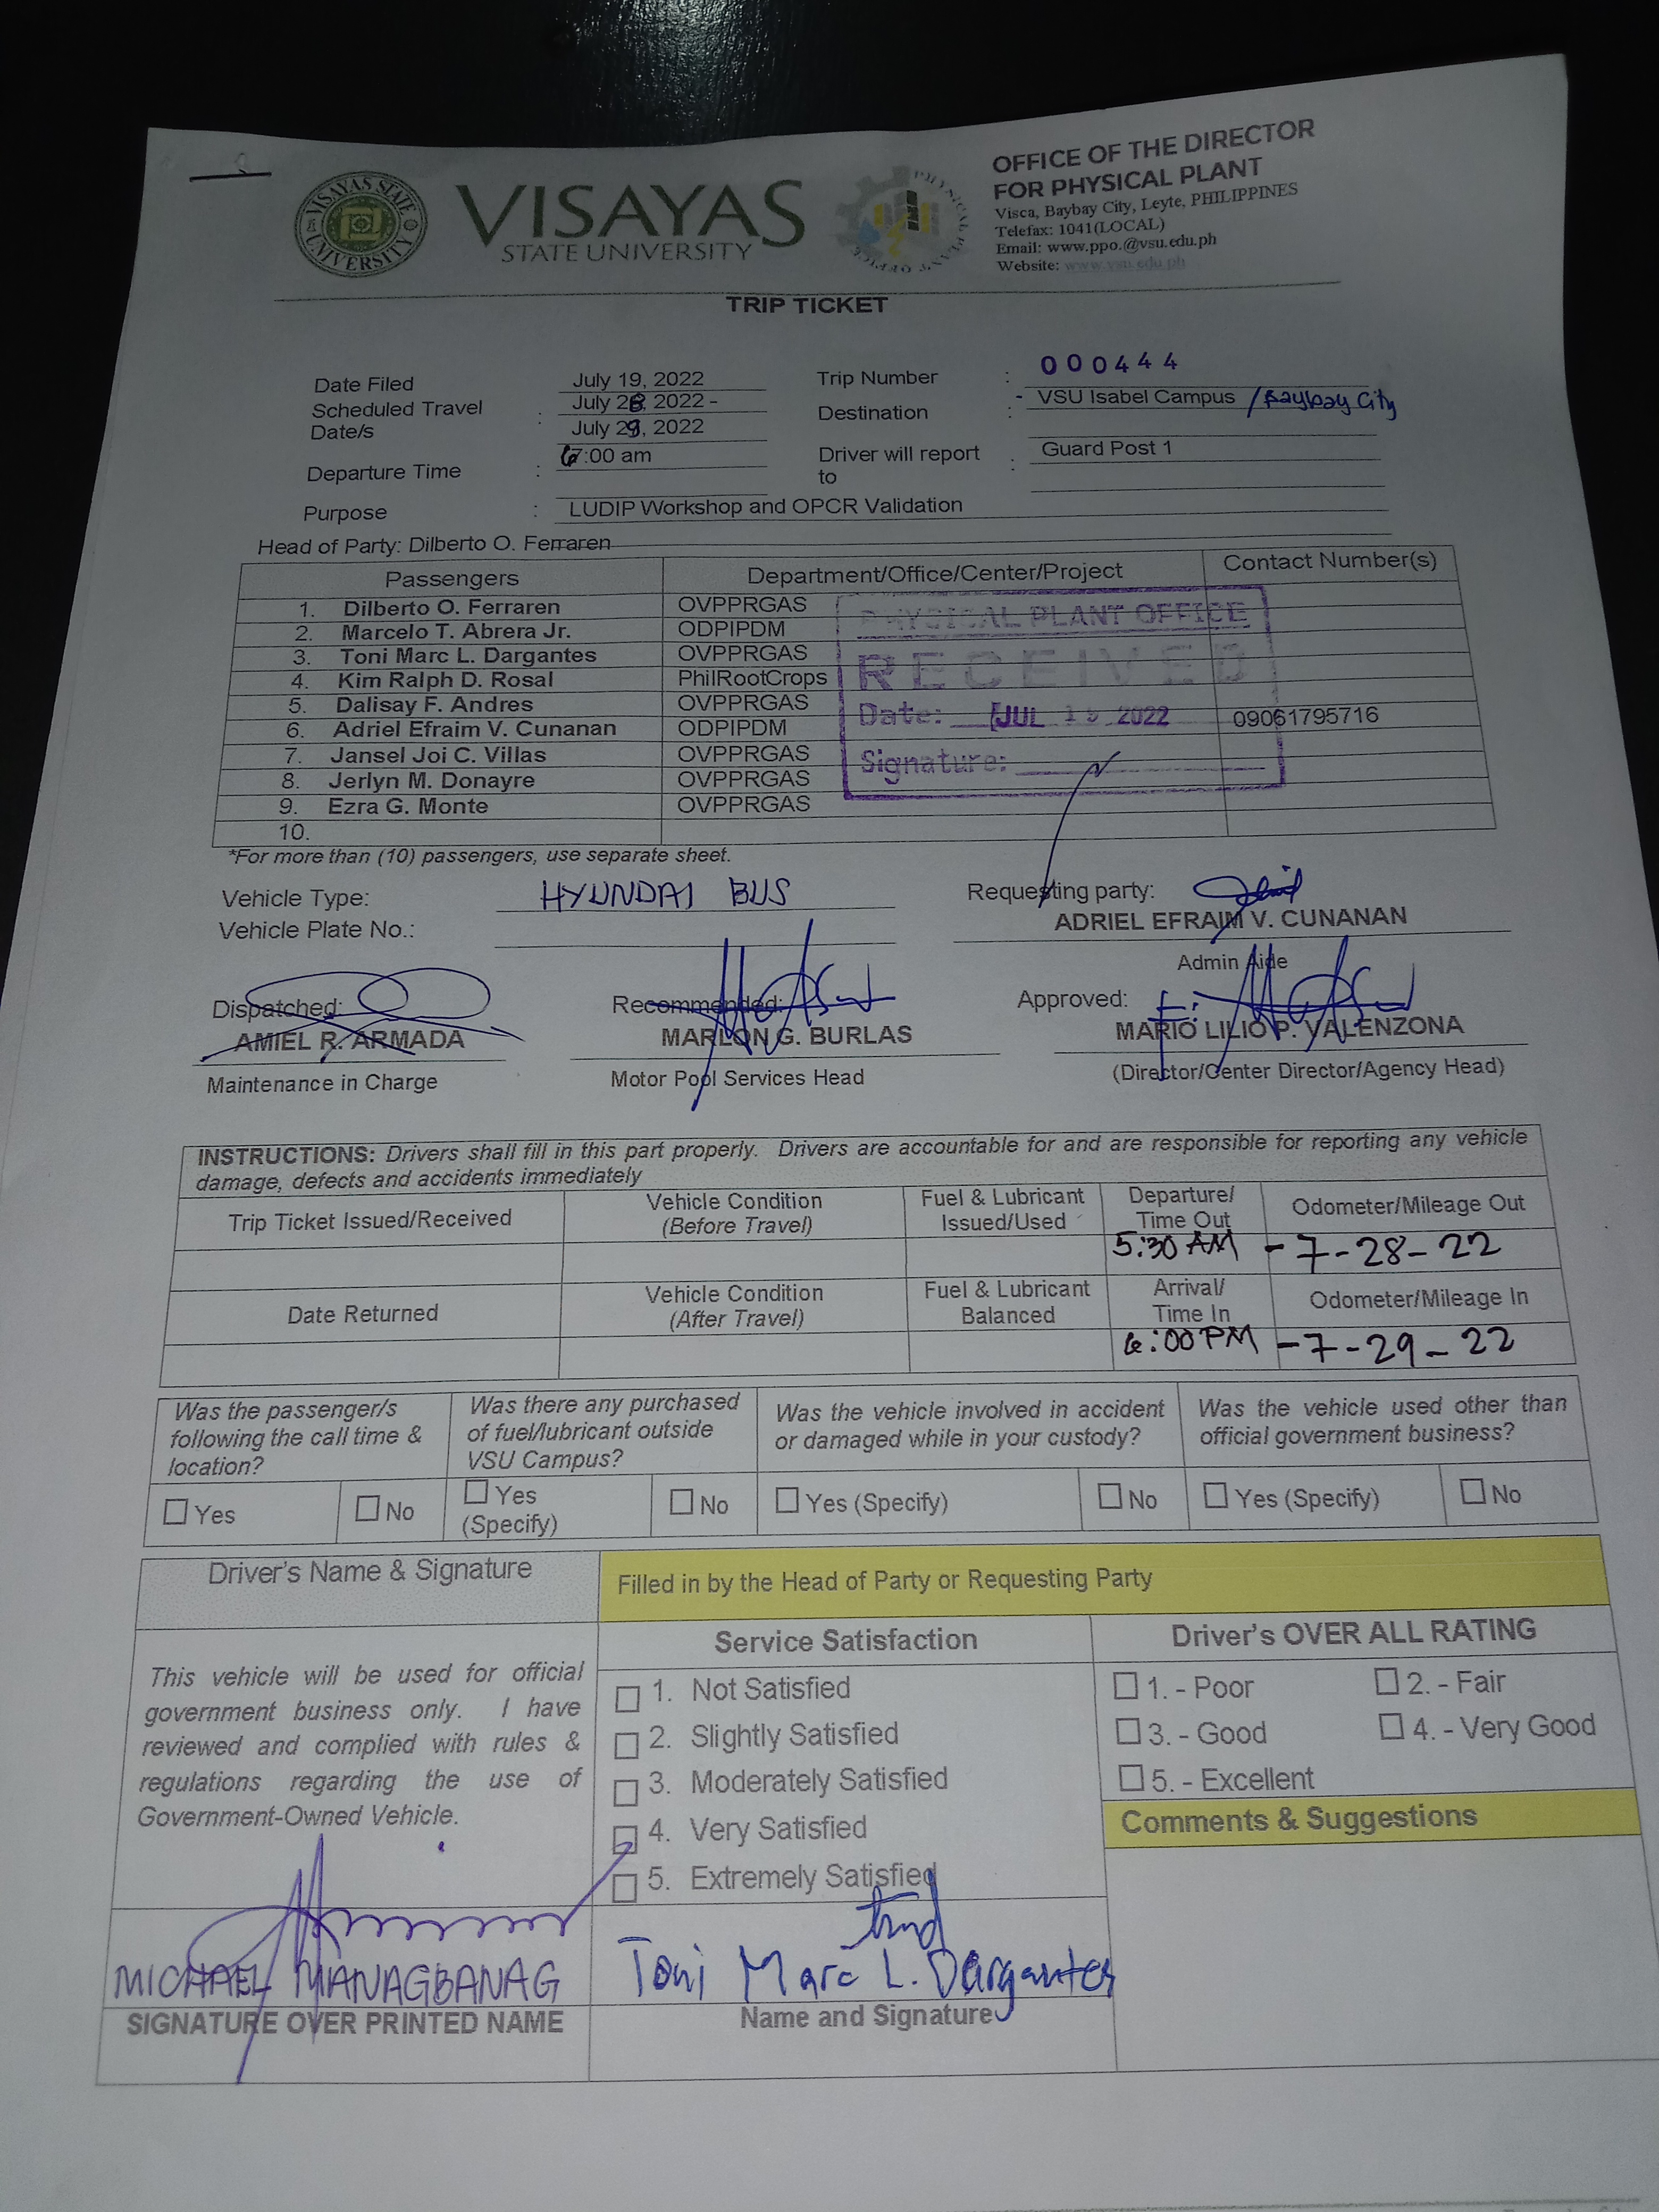 VISAYAS STATE UNIVERSITY
VISAYAS
STATE UNIVERSITY
PHYSICAL PLANT OFFICE
OFFICE OF THE DIRECTOR
FOR PHYSICAL PLANT
Visca, Baybay City, Leyte, PHILIPPINES
Telefax: 1041(LOCAL)
Email: www.ppo.@vsu.edu.ph
Website: www.vsu.edu.ph
TRIP TICKET
Date Filed July 19, 2022 Trip Number : 000444
Scheduled Travel Date/s : July 28, 2022 - July 29, 2022 Destination : - VSU Isabel Campus / Baybay City
Departure Time : 6:00 am Driver will report to : Guard Post 1
Purpose : LUDIP Workshop and OPCR Validation
Head of Party: Dilberto O. Ferraren
Passengers Department/Office/Center/Project Contact Number(s)
1. Dilberto O. Ferraren OVPPRGAS
2. Marcelo T. Abrera Jr. ODPIPDM
3. Toni Marc L. Dargantes OVPPRGAS
4. Kim Ralph D. Rosal PhilRootCrops
5. Dalisay F. Andres OVPPRGAS
6. Adriel Efraim V. Cunanan ODPIPDM 09061795716
7. Jansel Joi C. Villas OVPPRGAS
8. Jerlyn M. Donayre OVPPRGAS
9. Ezra G. Monte OVPPRGAS
10.
PHYSICAL PLANT OFFICE
RECEIVED
Date: JUL 2022
Signature:
*For more than (10) passengers, use separate sheet.
Vehicle Type: HYUNDAI BUS Requesting party:
Vehicle Plate No.: ADRIEL EFRAIM V. CUNANAN
Admin Aide
Dispatched: Recommended: Approved:
AMIEL R. ARMADA MARLON G. BURLAS MARIO LILIO P. VALENZONA
Maintenance in Charge Motor Pool Services Head (Director/Center Director/Agency Head)
INSTRUCTIONS: Drivers shall fill in this part properly. Drivers are accountable for and are responsible for reporting any vehicle
damage, defects and accidents immediately
Trip Ticket Issued/Received Vehicle Condition (Before Travel) Fuel & Lubricant Issued/Used Departure/ Time Out Odometer/Mileage Out
5:30 AM - 7-28-22
Date Returned Vehicle Condition (After Travel) Fuel & Lubricant Balanced Arrival/ Time In Odometer/Mileage In
6:00 PM - 7-29-22
Was the passenger/s following the call time & location? Was there any purchased of fuel/lubricant outside VSU Campus? Was the vehicle involved in accident or damaged while in your custody? Was the vehicle used other than official government business?
Yes No Yes (Specify) No Yes (Specify) No Yes (Specify) No
Driver's Name & Signature
Filled in by the Head of Party or Requesting Party
This vehicle will be used for official
government business only. I have
reviewed and complied with rules &
regulations regarding the use of
Government-Owned Vehicle.
MICHAEL MANAGBANAG
SIGNATURE OVER PRINTED NAME
Service Satisfaction
1. Not Satisfied
2. Slightly Satisfied
3. Moderately Satisfied
4. Very Satisfied
5. Extremely Satisfied
Toni Marc L. Dargantes
Name and Signature
Driver's OVER ALL RATING
1. - Poor 2. - Fair
3. - Good 4. - Very Good
5. - Excellent
Comments & Suggestions